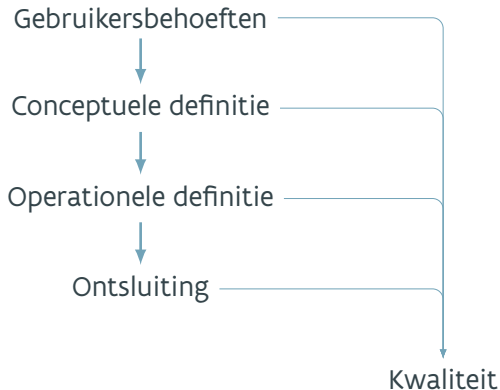 Gebruikersbehoeften
Conceptuele definitie
Operationele definitie
Ontsluiting
Kwaliteit